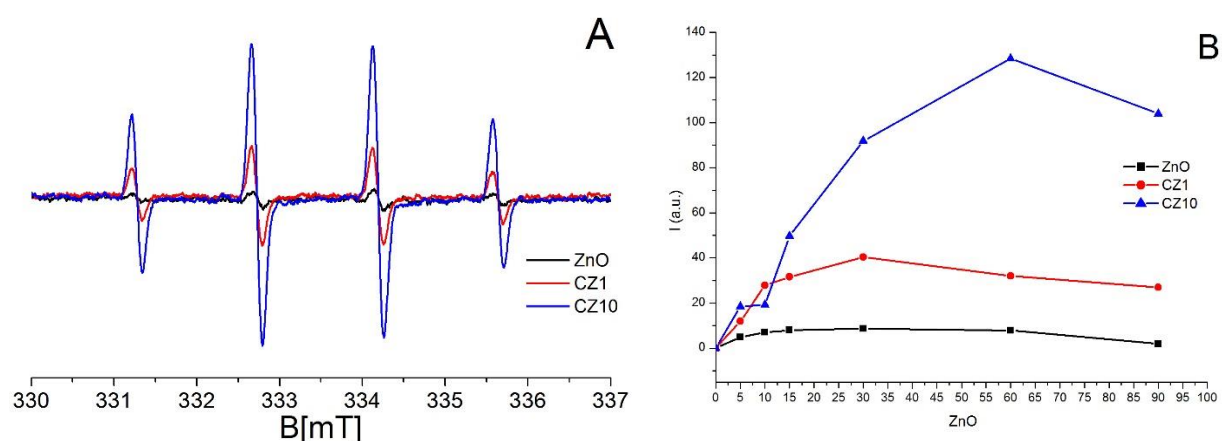 A
ZnO
CZ1
CZ10
330 331 332 333 334 335 336 337
B[mT]
B
140
120
100
80
60
40
20
0
I (a.u.)
ZnO
CZ1
CZ10
0 5 10 15 20 25 30 35 40 45 50 55 60 65 70 75 80 85 90 95 100
ZnO